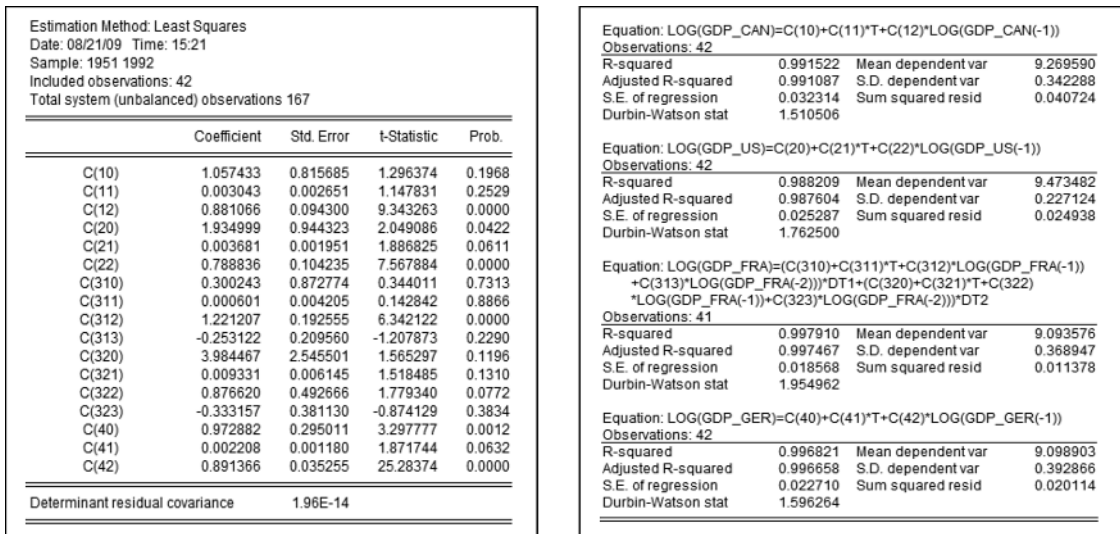 Estimation Method: Least Squares
Date: 08/21/09 Time: 15:21
Sample: 1951 1992
Included observations: 42
Total system (unbalanced) observations 167
Coefficient Std. Error t-Statistic Prob.
C(10) 1.057433 0.815685 1.296374 0.1968
C(11) 0.003043 0.002651 1.147831 0.2529
C(12) 0.881066 0.094300 9.343263 0.0000
C(20) 1.934999 0.944323 2.049086 0.0422
C(21) 0.003681 0.001951 1.886825 0.0611
C(22) 0.788836 0.104235 7.567884 0.0000
C(310) 0.300243 0.872774 0.344011 0.7313
C(311) 0.000601 0.004205 0.142842 0.8866
C(312) 1.221207 0.192555 6.342122 0.0000
C(313) -0.253122 0.209560 -1.207873 0.2290
C(320) 3.984467 2.545501 1.565297 0.1196
C(321) 0.009331 0.006145 1.518485 0.1310
C(322) 0.876620 0.492666 1.779340 0.0772
C(323) -0.333157 0.381130 -0.874129 0.3834
C(40) 0.972882 0.295011 3.297777 0.0012
C(41) 0.002208 0.001180 1.871744 0.0632
C(42) 0.891366 0.035255 25.28374 0.0000
Determinant residual covariance 1.96E-14
Equation: LOG(GDP_CAN)=C(10)+C(11)*T+C(12)*LOG(GDP_CAN(-1))
Observations: 42
R-squared 0.991522 Mean dependent var 9.269590
Adjusted R-squared 0.991087 S.D. dependent var 0.342288
S.E. of regression 0.032314 Sum squared resid 0.040724
Durbin-Watson stat 1.510506
Equation: LOG(GDP_US)=C(20)+C(21)*T+C(22)*LOG(GDP_US(-1))
Observations: 42
R-squared 0.988209 Mean dependent var 9.473482
Adjusted R-squared 0.987604 S.D. dependent var 0.227124
S.E. of regression 0.025287 Sum squared resid 0.024938
Durbin-Watson stat 1.762500
Equation: LOG(GDP_FRA)=(C(310)+C(311)*T+C(312)*LOG(GDP_FRA(-1))
+C(313)*LOG(GDP_FRA(-2)))*DT1+(C(320)+C(321)*T+C(322)
*LOG(GDP_FRA(-1))+C(323)*LOG(GDP_FRA(-2)))*DT2
Observations: 41
R-squared 0.997910 Mean dependent var 9.093576
Adjusted R-squared 0.997467 S.D. dependent var 0.368947
S.E. of regression 0.018568 Sum squared resid 0.011378
Durbin-Watson stat 1.954962
Equation: LOG(GDP_GER)=C(40)+C(41)*T+C(42)*LOG(GDP_GER(-1))
Observations: 42
R-squared 0.996821 Mean dependent var 9.098903
Adjusted R-squared 0.996658 S.D. dependent var 0.392866
S.E. of regression 0.022710 Sum squared resid 0.020114
Durbin-Watson stat 1.596264